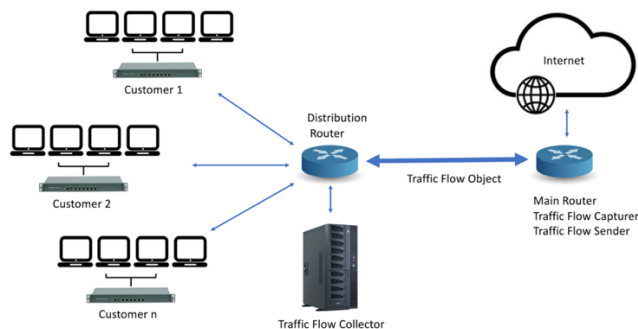 Customer 1
Internet
Distribution
Router
Traffic Flow Object
Customer 2
Main Router
Traffic Flow Capturer
Traffic Flow Sender
Customer n
Traffic Flow Collector